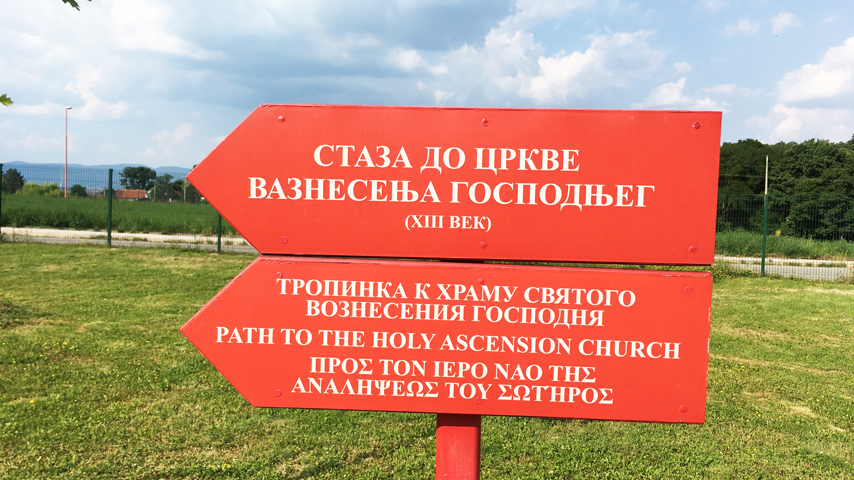 СТАЗА ДО ЦРКВЕ
ВАЗНЕСЕЊА ГОСПОДЊЕГ
(XIII ВЕК)
ТРОПИНКА К ХРАМУ СВЯТОГО
ВОЗНЕСЕНИЯ ГОСПОДНЯ
PATH TO THE HOLY ASCENSION CHURCH
ΠΡΟΣ ΤΟΝ ΙΕΡΟ ΝΑΟ ΤΗΣ
ΑΝΑΛΗΨΕΩΣ ΤΟΥ ΣΩΤΉΡΟΣ